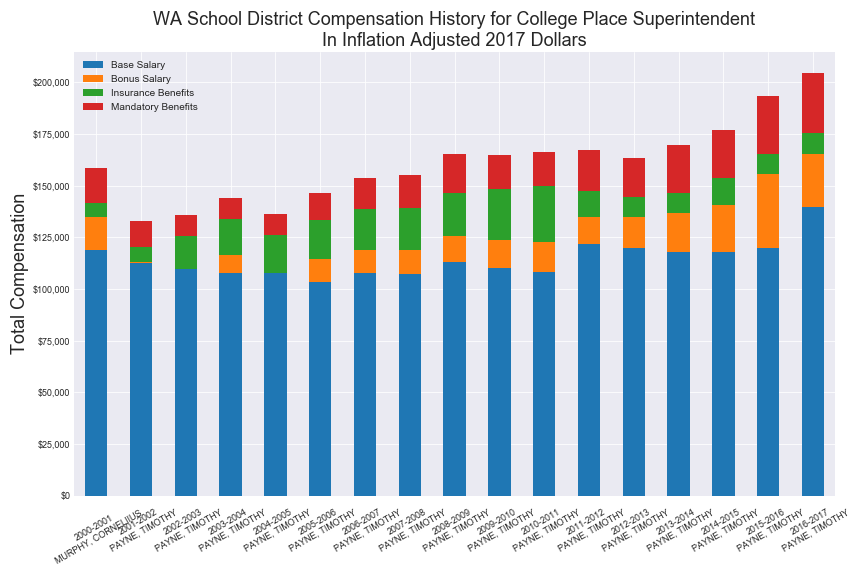 WA School District Compensation History for College Place Superintendent
In Inflation Adjusted 2017 Dollars
Base Salary
Bonus Salary
Insurance Benefits
Mandatory Benefits
Total Compensation
$200,000
$175,000
$150,000
$125,000
$100,000
$75,000
$50,000
$25,000
$0
2000-2001
MURPHY, CORNELIUS
2001-2002
PAYNE, TIMOTHY
2002-2003
PAYNE, TIMOTHY
2003-2004
PAYNE, TIMOTHY
2004-2005
PAYNE, TIMOTHY
2005-2006
PAYNE, TIMOTHY
2006-2007
PAYNE, TIMOTHY
2007-2008
PAYNE, TIMOTHY
2008-2009
PAYNE, TIMOTHY
2009-2010
PAYNE, TIMOTHY
2010-2011
PAYNE, TIMOTHY
2011-2012
PAYNE, TIMOTHY
2012-2013
PAYNE, TIMOTHY
2013-2014
PAYNE, TIMOTHY
2014-2015
PAYNE, TIMOTHY
2015-2016
PAYNE, TIMOTHY
2016-2017
PAYNE, TIMOTHY